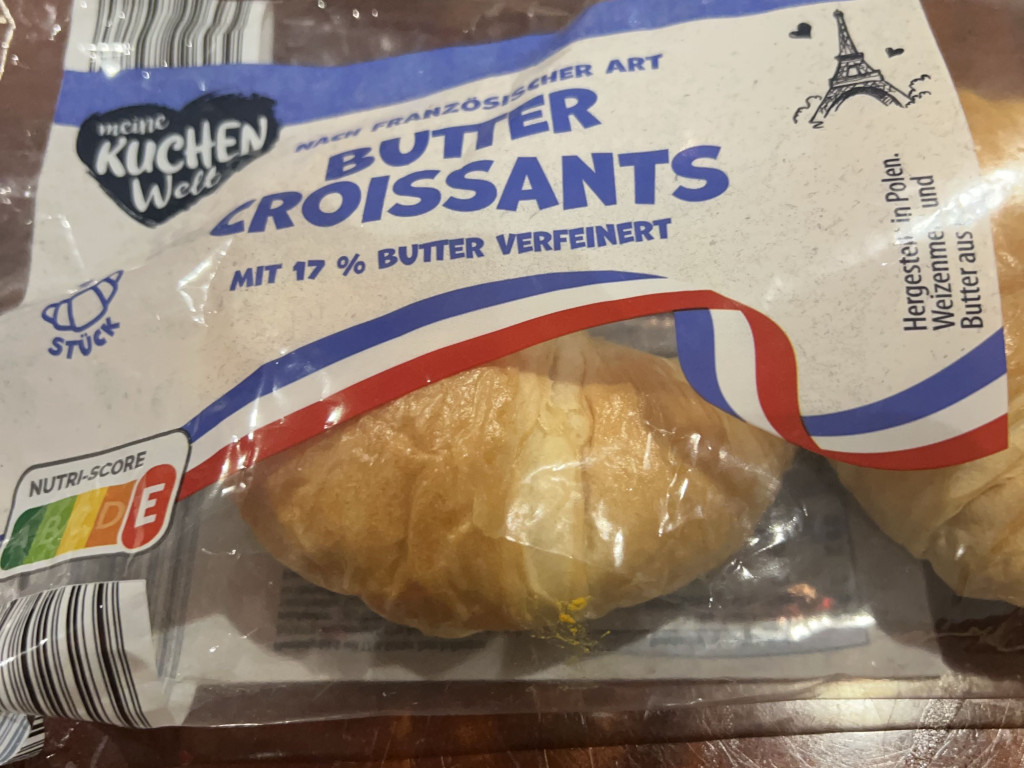 meine
KUCHEN
Welt
NACH FRANZÖSISCHER ART
BUTTER
CROISSANTS
MIT 17 % BUTTER VERFEINERT
STÜCK
NUTRI-SCORE
A B C D E
Hergestellt in Polen.
und
Butter aus